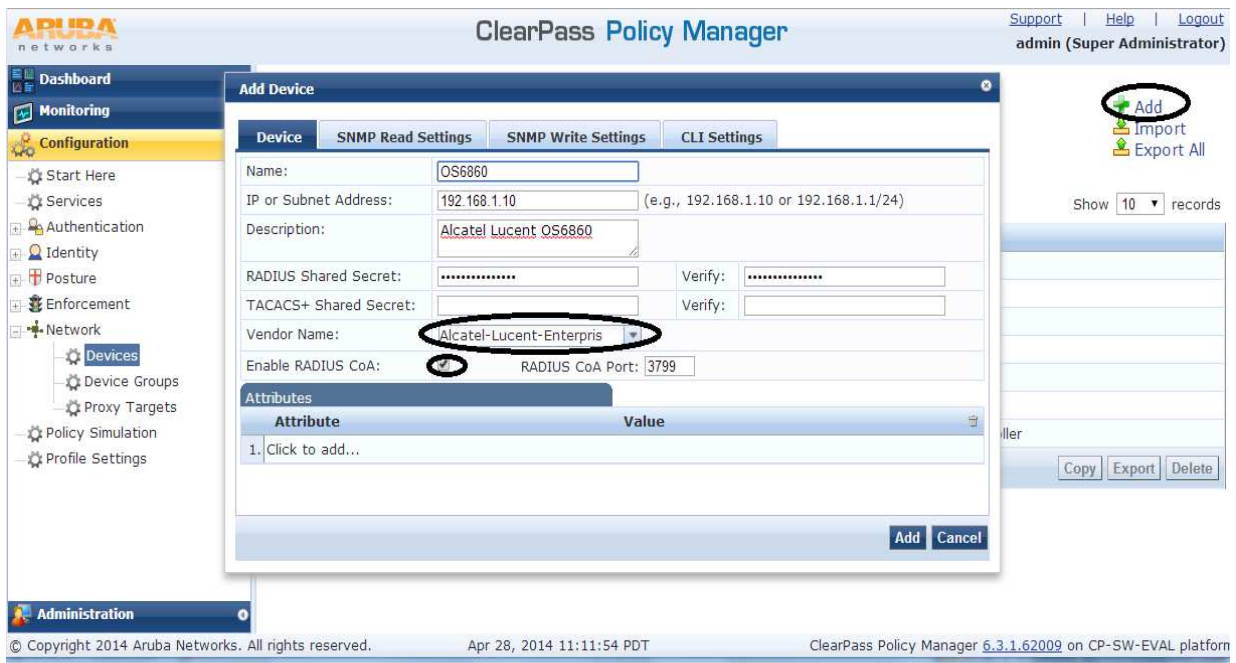 ARUBA
networks
ClearPass Policy Manager
Support | Help | Logout
admin (Super Administrator)
Dashboard
Monitoring
Configuration
Start Here
Services
Authentication
Identity
Posture
Enforcement
Network
Devices
Device Groups
Proxy Targets
Policy Simulation
Profile Settings
Administration
Add Device
Device
SNMP Read Settings
SNMP Write Settings
CLI Settings
Name: OS6860
IP or Subnet Address: 192.168.1.10 (e.g., 192.168.1.10 or 192.168.1.1/24)
Description: Alcatel Lucent OS6860
RADIUS Shared Secret: ••••••••••••••• Verify: •••••••••••••••
TACACS+ Shared Secret: Verify:
Vendor Name: Alcatel-Lucent-Enterpris
Enable RADIUS CoA: RADIUS CoA Port: 3799
Attributes
Attribute Value
1. Click to add...
Add Cancel
Add
Import
Export All
Show 10 records
ller
Copy Export Delete
© Copyright 2014 Aruba Networks. All rights reserved. Apr 28, 2014 11:11:54 PDT ClearPass Policy Manager 6.3.1.62009 on CP-SW-EVAL platform